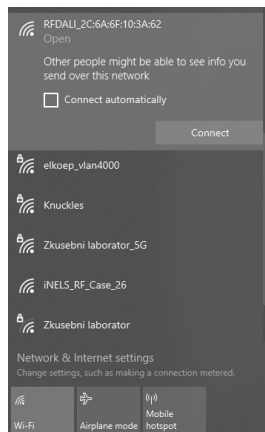 RFDALI_2C:6A:6F:10:3A:62
Open
Other people might be able to see info you
send over this network
Connect automatically
Connect
elkoep_vlan4000
Knuckles
Zkusebni laborator_5G
iNELS_RF_Case_26
Zkusebni laborator
Network & Internet settings
Change settings, such as making a connection metered.
Wi-Fi
Airplane mode
Mobile
hotspot